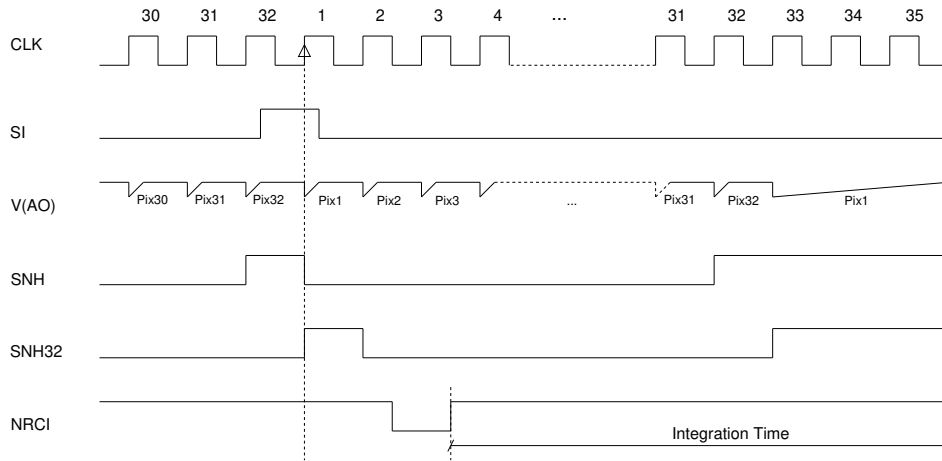 30 31 32 1 2 3 4 ... 31 32 33 34 35
CLK
SI
V(AO)
Pix30 Pix31 Pix32 Pix1 Pix2 Pix3 ... Pix31 Pix32 Pix1
SNH
SNH32
NRCI
Integration Time